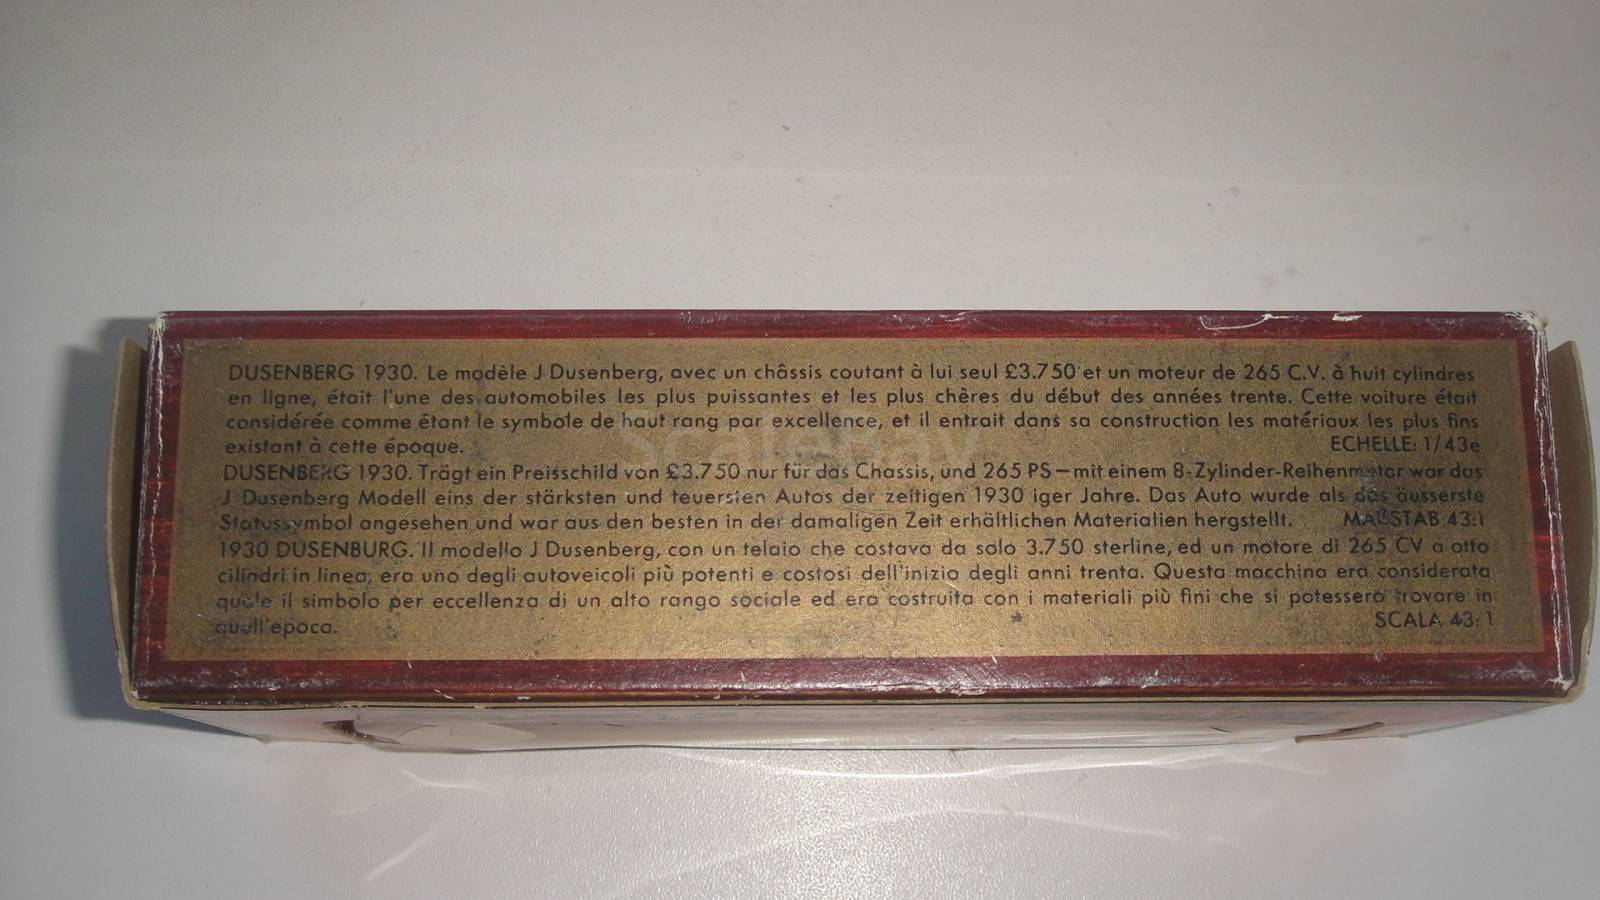 DUSENBERG 1930. Le modèle J Dusenberg, avec un châssis coutant à lui seul £3.750 et un moteur de 265 C.V. à huit cylindres
en ligne, était l'une des automobiles les plus puissantes et les plus chères du début des années trente. Cette voiture était
considérée comme étant le symbole de haut rang par excellence, et il entrait dans sa construction les matériaux les plus fins
existant à cette époque. ECHELLE: 1/43e
DUSENBERG 1930. Trägt ein Preisschild von £3.750 nur für das Chassis, und 265 PS—mit einem 8-Zylinder-Reihenmotor war das
J Dusenberg Modell eins der stärksten und teuersten Autos der zeitigen 1930 iger Jahre. Das Auto wurde als das äusserste
Statussymbol angesehen und war aus den besten in der damaligen Zeit erhältlichen Materialien hergstellt. MAßSTAB 43:1
1930 DUSENBURG. Il modello J Dusenberg, con un telaio che costava da solo 3.750 sterline, ed un motore di 265 CV a otto
cilindri in linea, era uno degli autoveicoli più potenti e costosi dell'inizio degli anni trenta. Questa macchina era considerata
quale il simbolo per eccellenza di un alto rango sociale ed era costruita con i materiali più fini che si potessero trovare in
quell'epoca. SCALA 43:1
ScaleBay